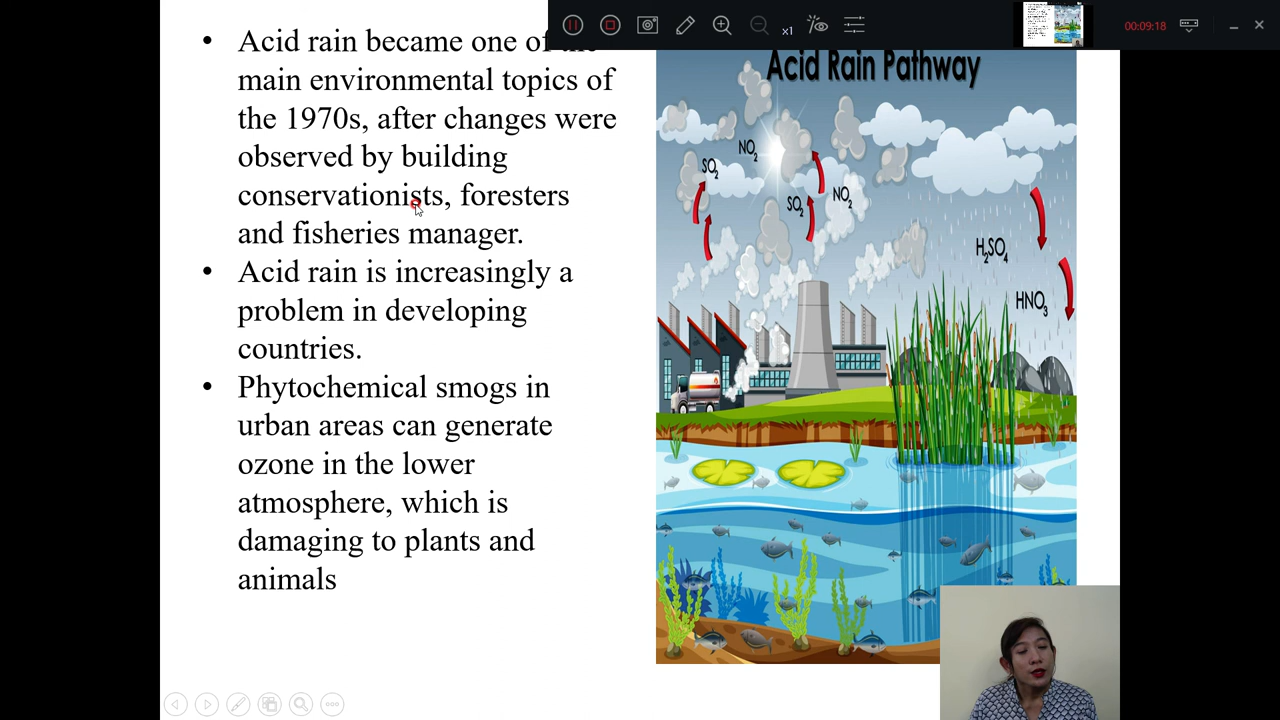 Acid rain became one of the
main environmental topics of
the 1970s, after changes were
observed by building
conservationists, foresters
and fisheries manager.
Acid rain is increasingly a
problem in developing
countries.
Phytochemical smogs in
urban areas can generate
ozone in the lower
atmosphere, which is
damaging to plants and
animals
x1
00:09:18
Acid Rain Pathway
NO2
SO2
NO2
SO2
H2SO4
HNO3